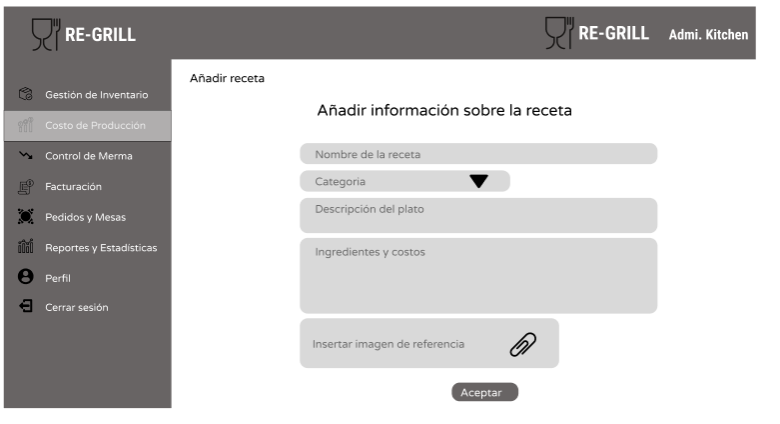 RE-GRILL
RE-GRILL Admi. Kitchen
Gestión de Inventario
Costo de Producción
Control de Merma
Facturación
Pedidos y Mesas
Reportes y Estadísticas
Perfil
Cerrar sesión
Añadir receta
Añadir información sobre la receta
Nombre de la receta
Categoria
Descripción del plato
Ingredientes y costos
Insertar imagen de referencia
Aceptar